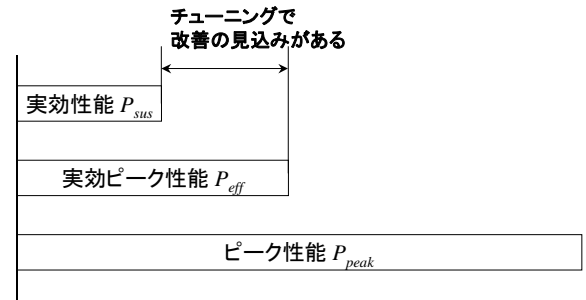 チューニングで
改善の見込みがある
実効性能 P_sus
実効ピーク性能 P_eff
ピーク性能 P_peak